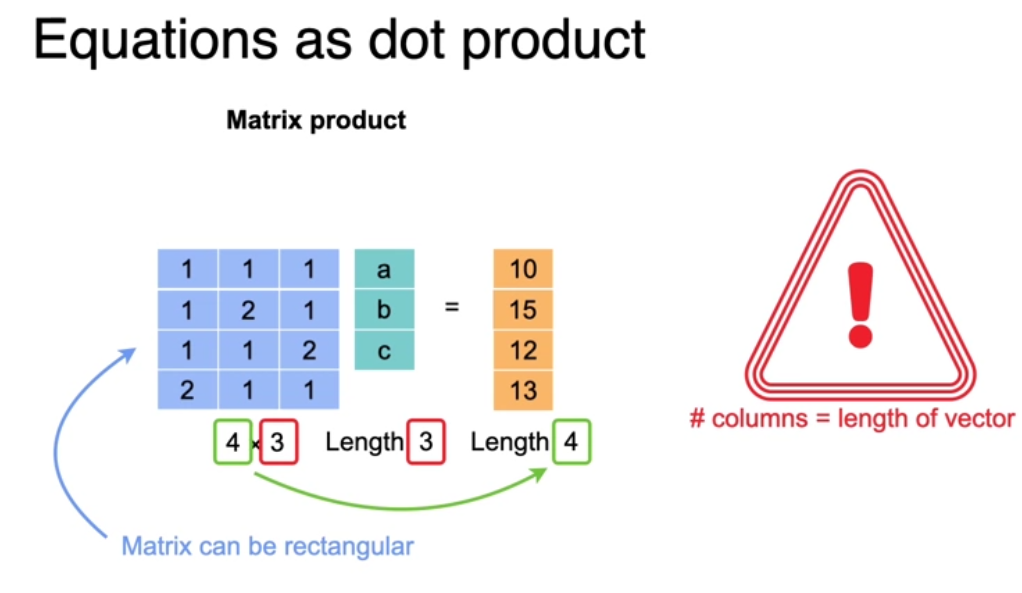 Equations as dot product
Matrix product
1 1 1 a 10
1 2 1 b = 15
1 1 2 c 12
2 1 1 13
4 × 3 Length 3 Length 4
# columns = length of vector
Matrix can be rectangular